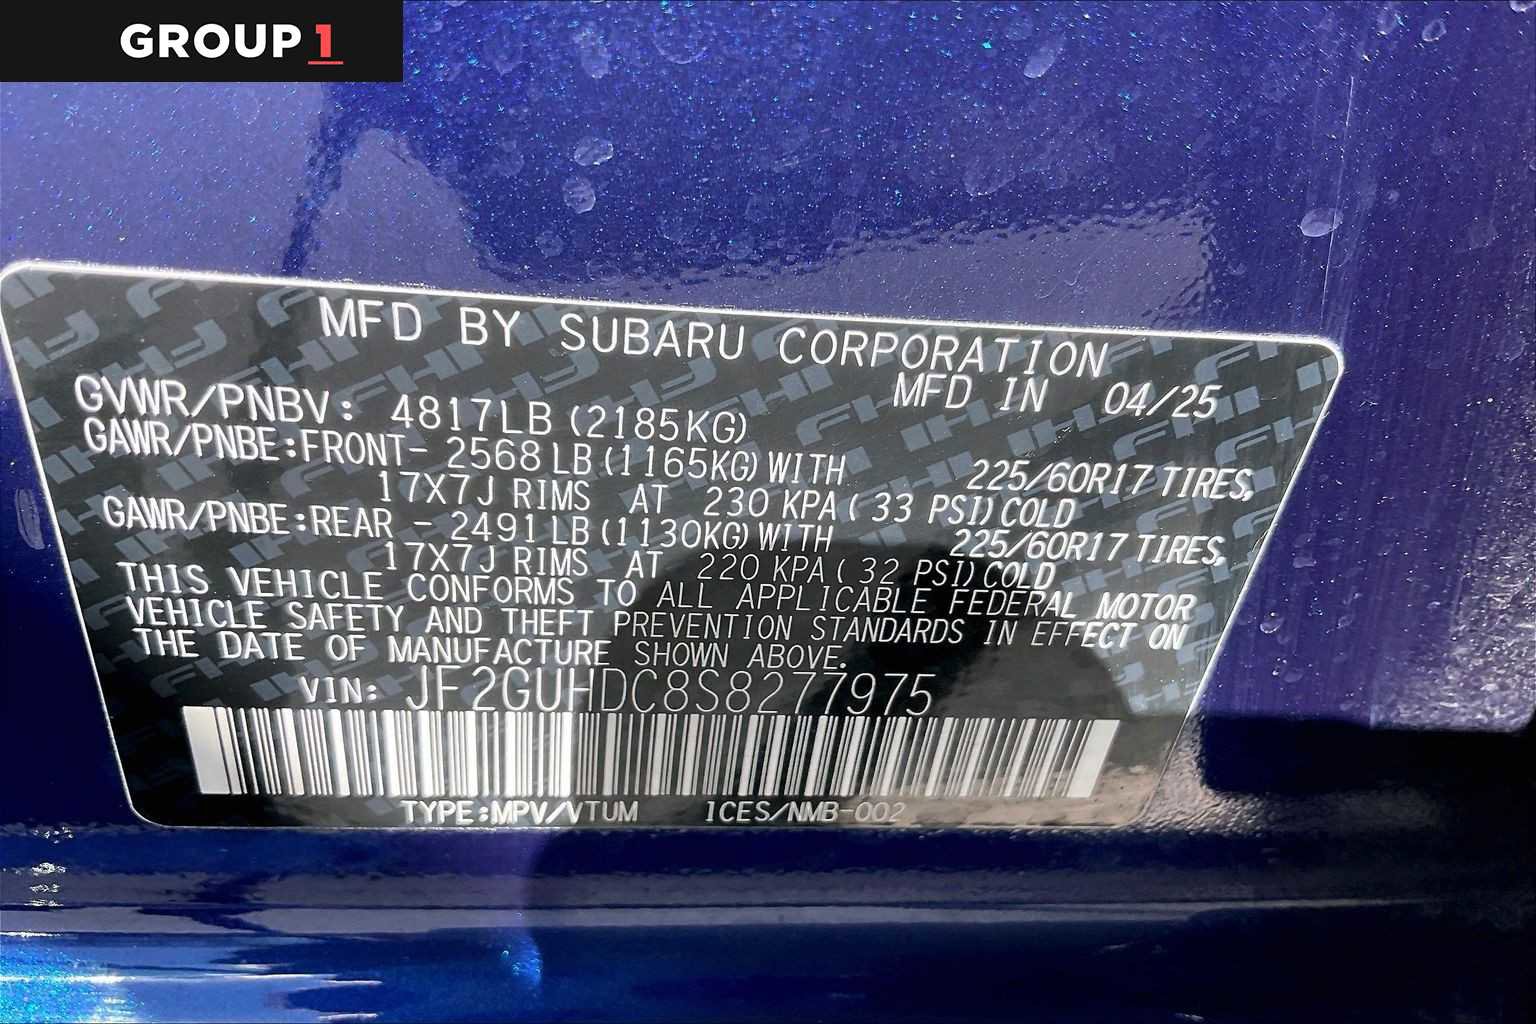 GROUP 1
MFD BY SUBARU CORPORATION
MFD IN 04/25
GVWR/PNBV: 4817LB (2185KG)
GAWR/PNBE:FRONT- 2568LB (1165KG) WITH 225/60R17 TIRES,
17X7J RIMS AT 230 KPA ( 33 PSI) COLD
GAWR/PNBE:REAR - 2491LB (1130KG) WITH 225/60R17 TIRES,
17X7J RIMS AT 220 KPA ( 32 PSI) COLD
THIS VEHICLE CONFORMS TO ALL APPLICABLE FEDERAL MOTOR
VEHICLE SAFETY AND THEFT PREVENTION STANDARDS IN EFFECT ON
THE DATE OF MANUFACTURE SHOWN ABOVE.
VIN: JF2GUHDC8S8277975
TYPE:MPV/VTUM ICES/NMB-002